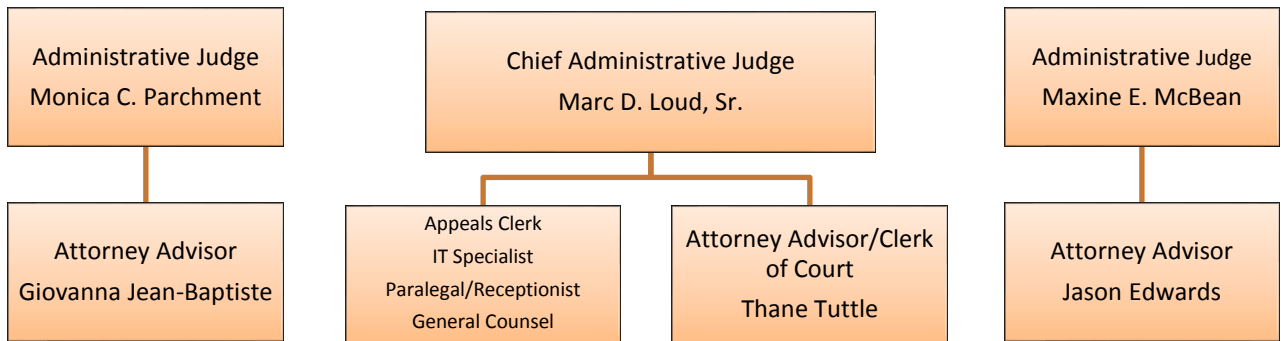 Administrative Judge
Monica C. Parchment
Chief Administrative Judge
Marc D. Loud, Sr.
Administrative Judge
Maxine E. McBean
Attorney Advisor
Giovanna Jean-Baptiste
Appeals Clerk
IT Specialist
Paralegal/Receptionist
General Counsel
Attorney Advisor/Clerk
of Court
Thane Tuttle
Attorney Advisor
Jason Edwards